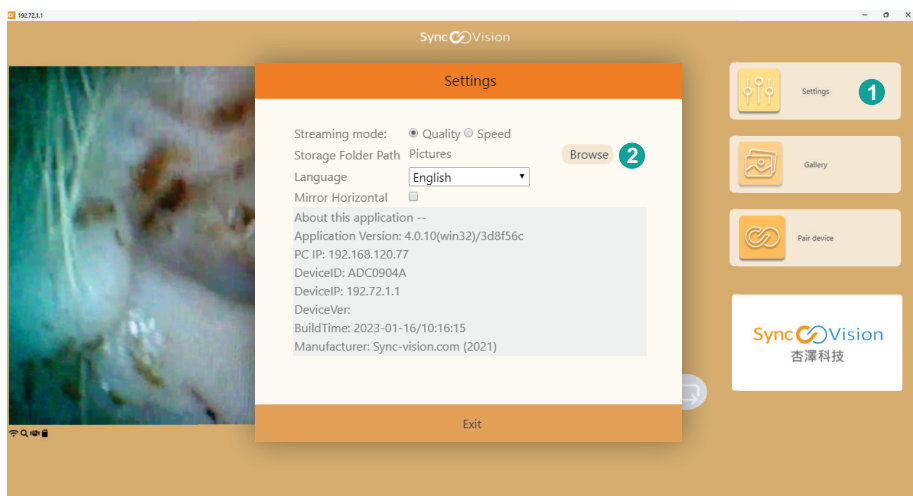 192.72.1.1
Sync Vision
Settings
Streaming mode: Quality Speed
Storage Folder Path Pictures Browse 2
Language English
Mirror Horizontal
About this application --
Application Version: 4.0.10(win32)/3d8f56c
PC IP: 192.168.120.77
DeviceID: ADC0904A
DeviceIP: 192.72.1.1
DeviceVer:
BuildTime: 2023-01-16/10:16:15
Manufacturer: Sync-vision.com (2021)
Exit
Settings 1
Gallery
Pair device
Sync Vision
杏澤科技